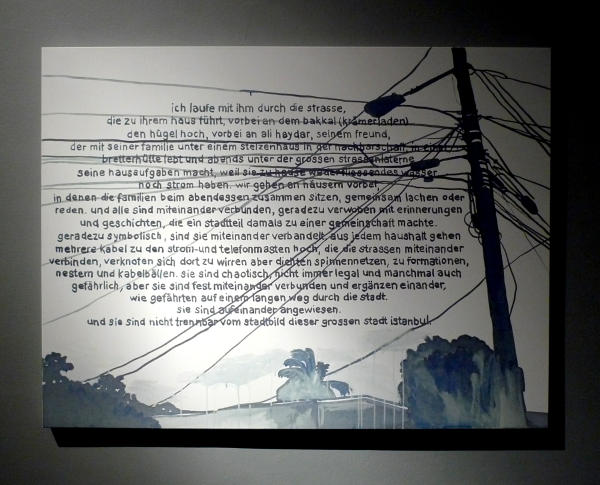 ich laufe mit ihm durch die strasse,
die zu ihrem haus führt, vorbei an dem bakkal (krämerladen)
den hügel hoch, vorbei an ali haydar, seinem freund,
der mit seiner familie unter einem stelzenhaus in der nachbarschaft, in einer
bretterhütte lebt und abends unter der grossen strassenlaterne
seine hausaufgaben macht, weil sie zu hause weder fliessendes wasser
noch strom haben. wir gehen an häusern vorbei
in denen die familien beim abendessen zusammen sitzen, gemeinsam lachen oder
reden. und alle sind miteinander verbunden, geradezu verwoben mit erinnerungen
und geschichten, die ein stadtteil damals zu einer gemeinschaft machte.
geradezu symbolisch, sind sie miteinander verbandelt. aus jedem haushalt gehen
mehrere kabel zu den strom- und telefonmasten hoch, die die strassen miteinander
verbinden, verknoten sich dort zu wirren aber dichten spinnennetzen, zu formationen,
nestern und kabelbällen. sie sind chaotisch, nicht immer legal und manchmal auch
gefährlich, aber sie sind fest miteinander verbunden und ergänzen einander,
wie gefährten auf einem langen weg durch die stadt.
sie sind aufeinander angewiesen.
und sie sind nicht trennbar vom stadtbild dieser grossen stadt istanbul.